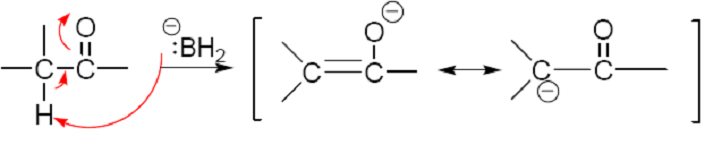 O O O
⊖
:BH₂
C C C C C C
⊖
H